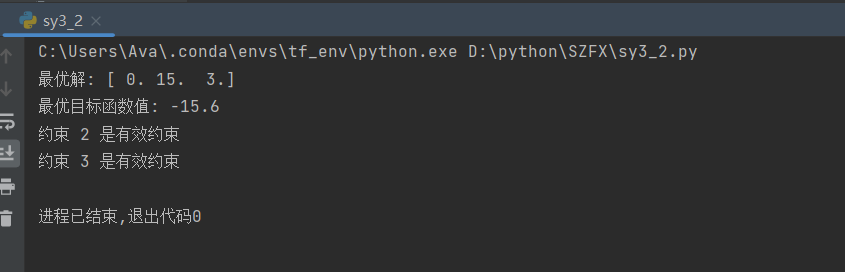 sy3_2
C:\Users\Ava\.conda\envs\tf_env\python.exe D:\python\SZFX\sy3_2.py
最优解: [ 0. 15.  3.]
最优目标函数值: -15.6
约束 2 是有效约束
约束 3 是有效约束
进程已结束,退出代码0